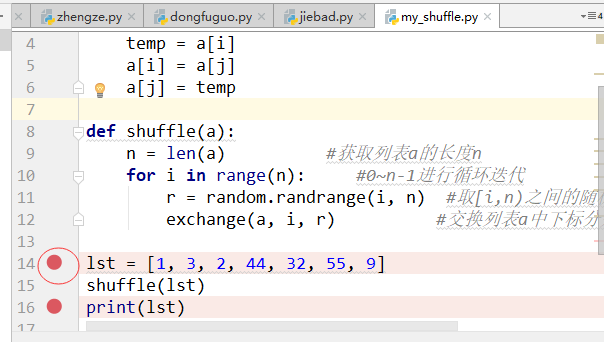 zhengze.py dongfuguo.py jiebad.py my_shuffle.py 4
4 temp = a[i]
5 a[i] = a[j]
6 a[j] = temp
7
8 def shuffle(a):
9 n = len(a) #获取列表a的长度n
10 for i in range(n): #0~n-1进行循环迭代
11 r = random.randrange(i, n) #取[i,n)之间的随
12 exchange(a, i, r) #交换列表a中下标分
13
14 lst = [1, 3, 2, 44, 32, 55, 9]
15 shuffle(lst)
16 print(lst)
17